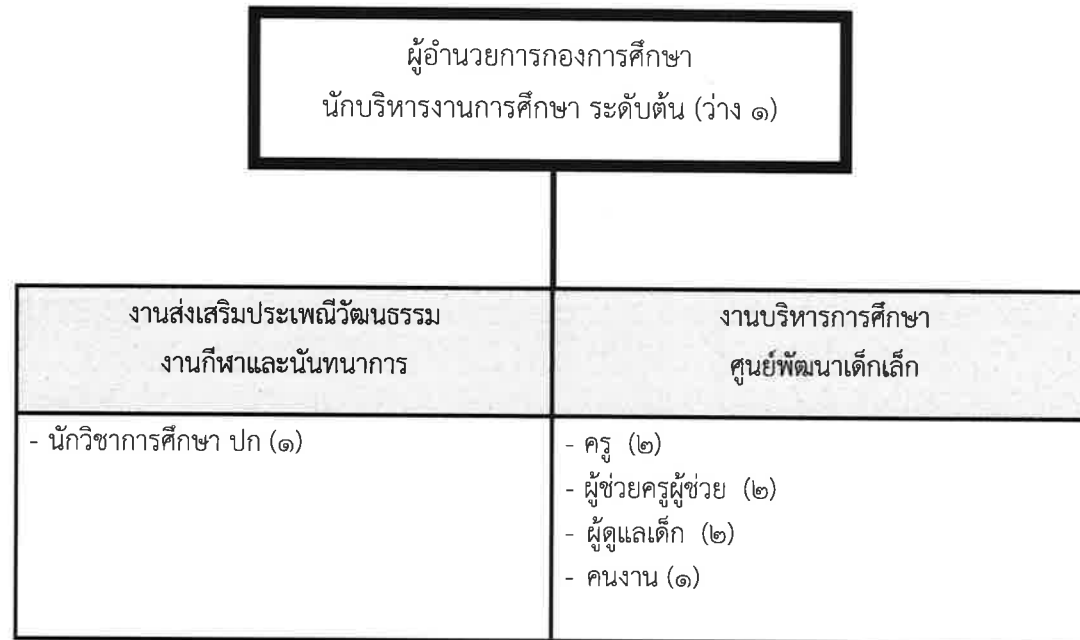 ผู้อำนวยการกองการศึกษา
นักบริหารงานการศึกษา ระดับต้น (ว่าง ๑)
งานส่งเสริมประเพณีวัฒนธรรม
งานกีฬาและนันทนาการ
งานบริหารการศึกษา
ศูนย์พัฒนาเด็กเล็ก
- นักวิชาการศึกษา ปก (๑)
- ครู (๒)
- ผู้ช่วยครูผู้ช่วย (๒)
- ผู้ดูแลเด็ก (๒)
- คนงาน (๑)